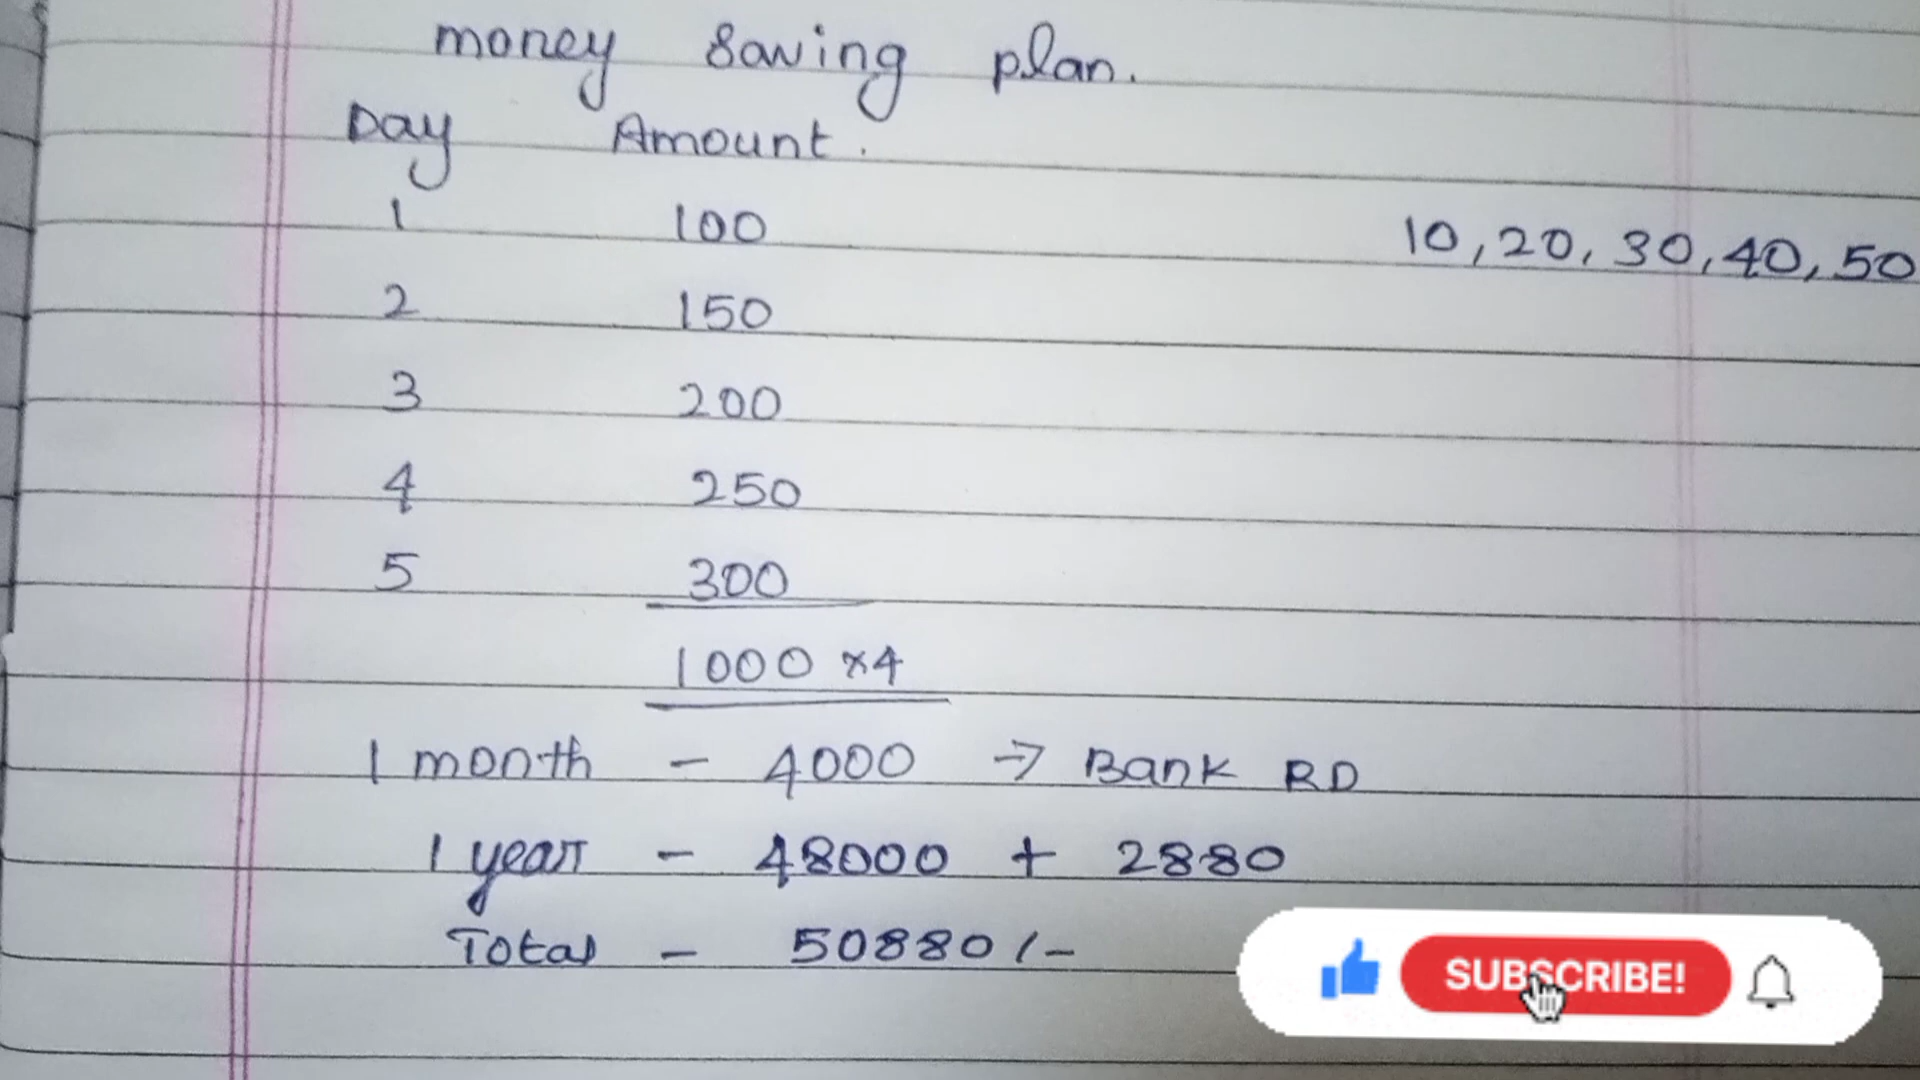 money saving plan.
Day Amount.
1 100 10, 20, 30, 40, 50
2 150
3 200
4 250
5 300
1000 ×4
1 month - 4000 → Bank RD
1 year - 48000 + 2880
Total - 50880/-
SUBSCRIBE!